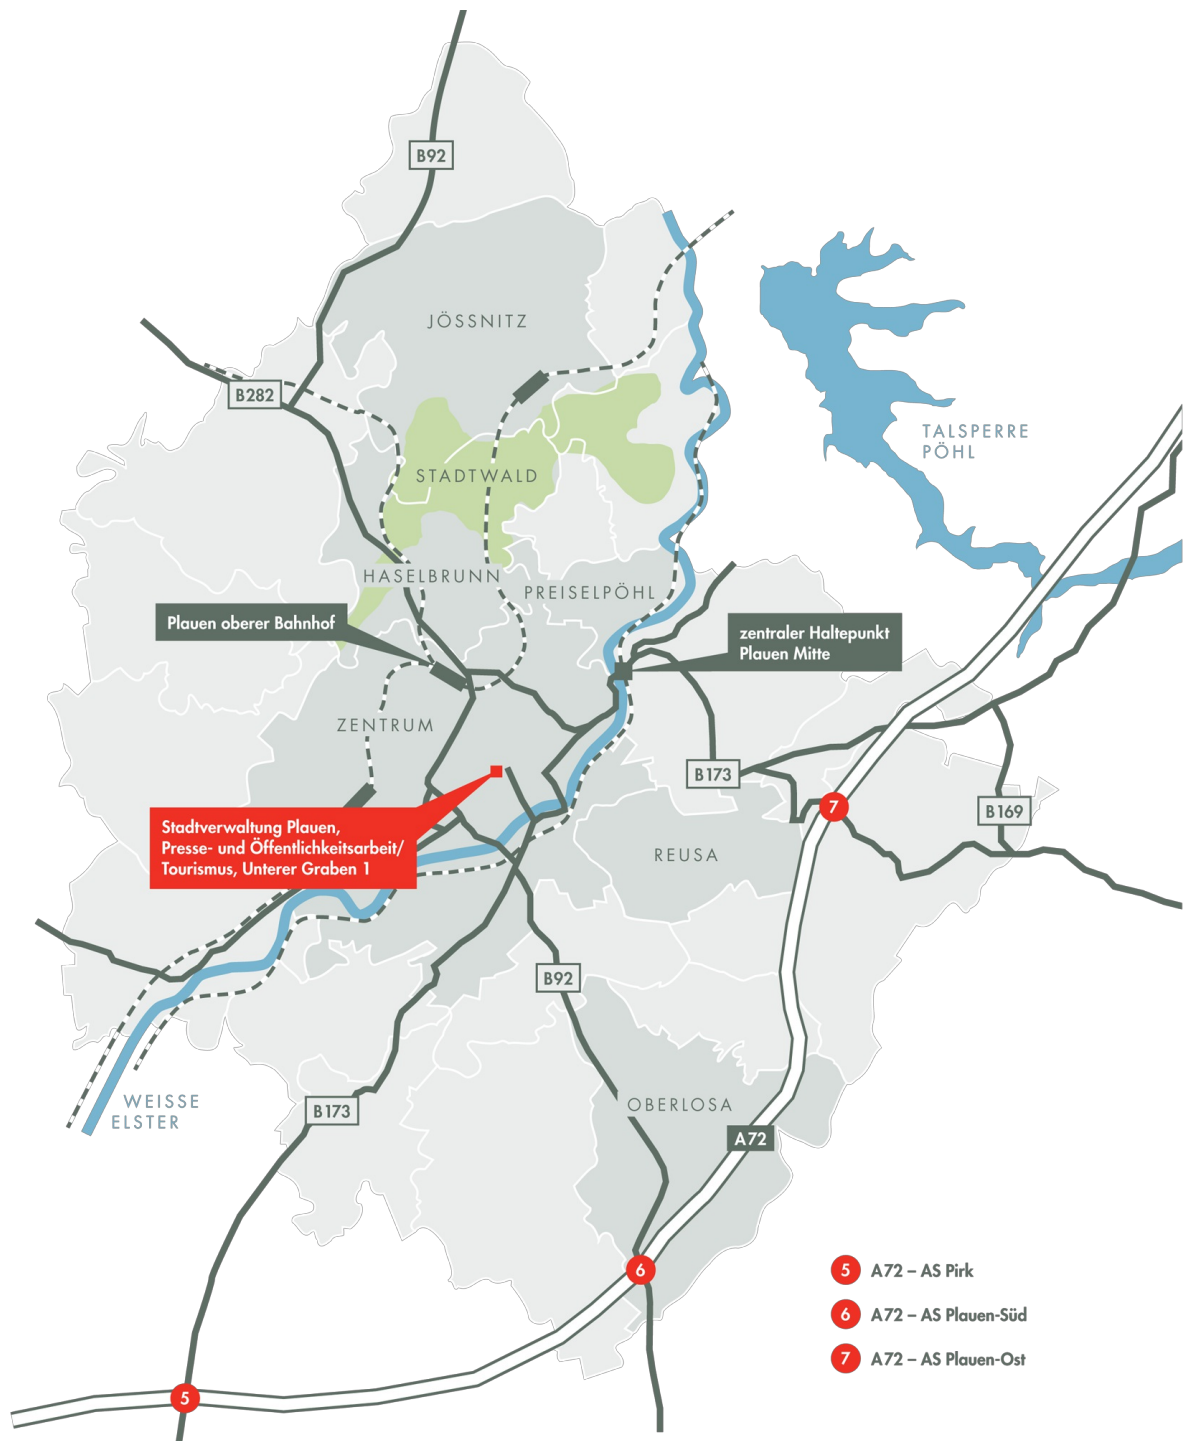 B92
JÖSSNITZ
B282
TALSPERRE
PÖHL
STADTWALD
HASELBRUNN
PREISELPÖHL
Plauen oberer Bahnhof
zentraler Haltepunkt
Plauen Mitte
ZENTRUM
B173
7
B169
Stadtverwaltung Plauen,
Presse- und Öffentlichkeitsarbeit/
Tourismus, Unterer Graben 1
REUSA
B92
WEISSE
ELSTER
B173
OBERLOSA
A72
6
5
5 A72 – AS Pirk
6 A72 – AS Plauen-Süd
7 A72 – AS Plauen-Ost